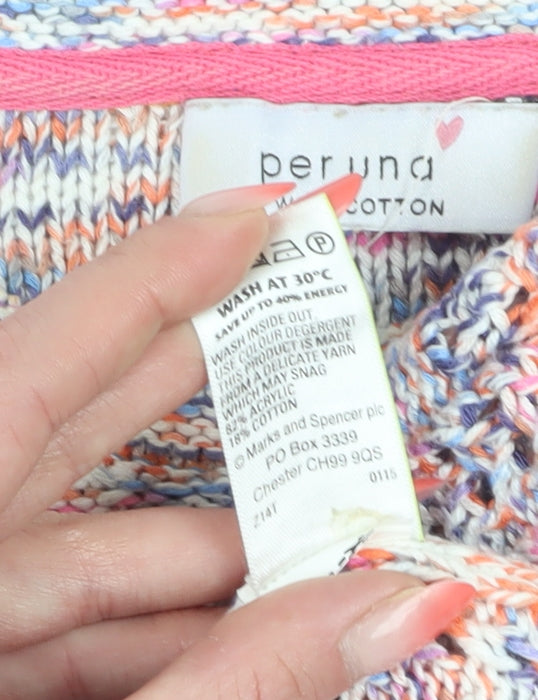 per una
COTTON
P
WASH AT 30°C
SAVE UP TO 40% ENERGY
WASH INSIDE OUT
USE COLOUR DEGERGENT
THIS PRODUCT IS MADE
FROM A DELICATE YARN
WHICH MAY SNAG
82% ACRYLIC
18% COTTON
© Marks and Spencer plc
PO Box 3339
Chester CH99 9QS
0115
Z14T